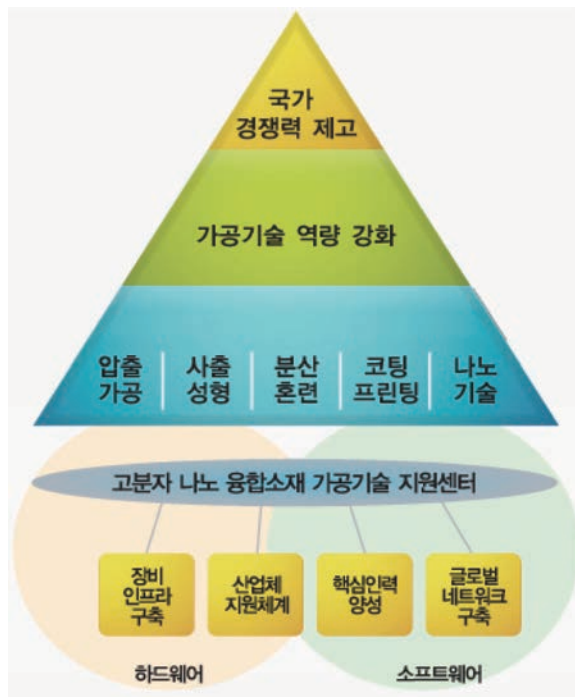 국가
경쟁력 제고
가공기술 역량 강화
압출 사출 분산 코팅 나노
가공 성형 혼련 프린팅 기술
고분자 나노 융합소재 가공기술 지원센터
장비
인프라
구축
산업체
지원체계
핵심인력
양성
글로벌
네트워크
구축
하드웨어 소프트웨어